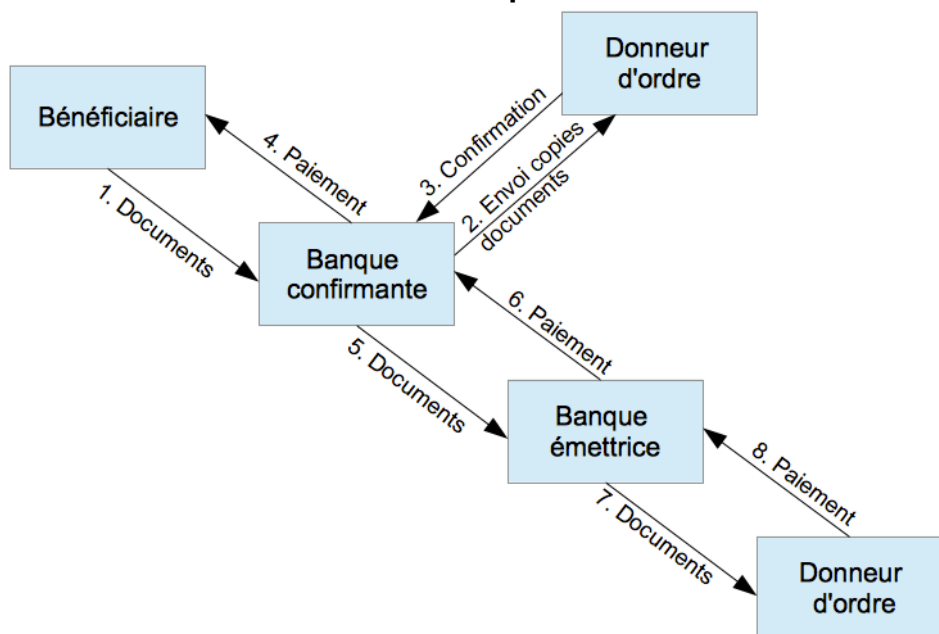 Donneur
d'ordre
Bénéficiaire
4. Paiement
3. Confirmation
2. Envoi copies
documents
1. Documents
Banque
confirmante
6. Paiement
5. Documents
Banque
émettrice
8. Paiement
7. Documents
Donneur
d'ordre